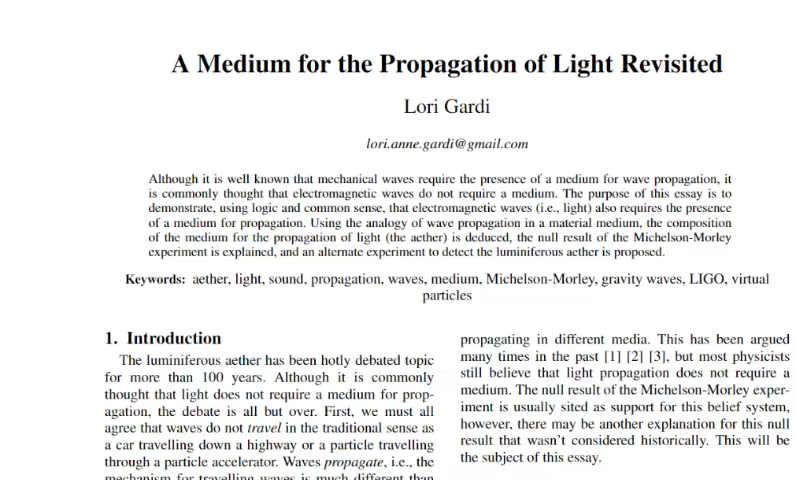 A Medium for the Propagation of Light Revisited
Lori Gardi
lori.anne.gardi@gmail.com
Although it is well known that mechanical waves require the presence of a medium for wave propagation, it
is commonly thought that electromagnetic waves do not require a medium. The purpose of this essay is to
demonstrate, using logic and common sense, that electromagnetic waves (i.e., light) also requires the presence
of a medium for propagation. Using the analogy of wave propagation in a material medium, the composition
of the medium for the propagation of light (the aether) is deduced, the null result of the Michelson-Morley
experiment is explained, and an alternate experiment to detect the luminiferous aether is proposed.
Keywords: aether, light, sound, propagation, waves, medium, Michelson-Morley, gravity waves, LIGO, virtual
particles
1. Introduction
The luminiferous aether has been hotly debated topic
for more than 100 years. Although it is commonly
thought that light does not require a medium for prop-
agation, the debate is all but over. First, we must all
agree that waves do not travel in the traditional sense as
a car travelling down a highway or a particle travelling
through a particle accelerator. Waves propagate, i.e., the
mechanism for travelling waves is much different than
propagating in different media. This has been argued
many times in the past [1] [2] [3], but most physicists
still believe that light propagation does not require a
medium. The null result of the Michelson-Morley exper-
iment is usually sited as support for this belief system,
however, there may be another explanation for this null
result that wasn't considered historically. This will be
the subject of this essay.